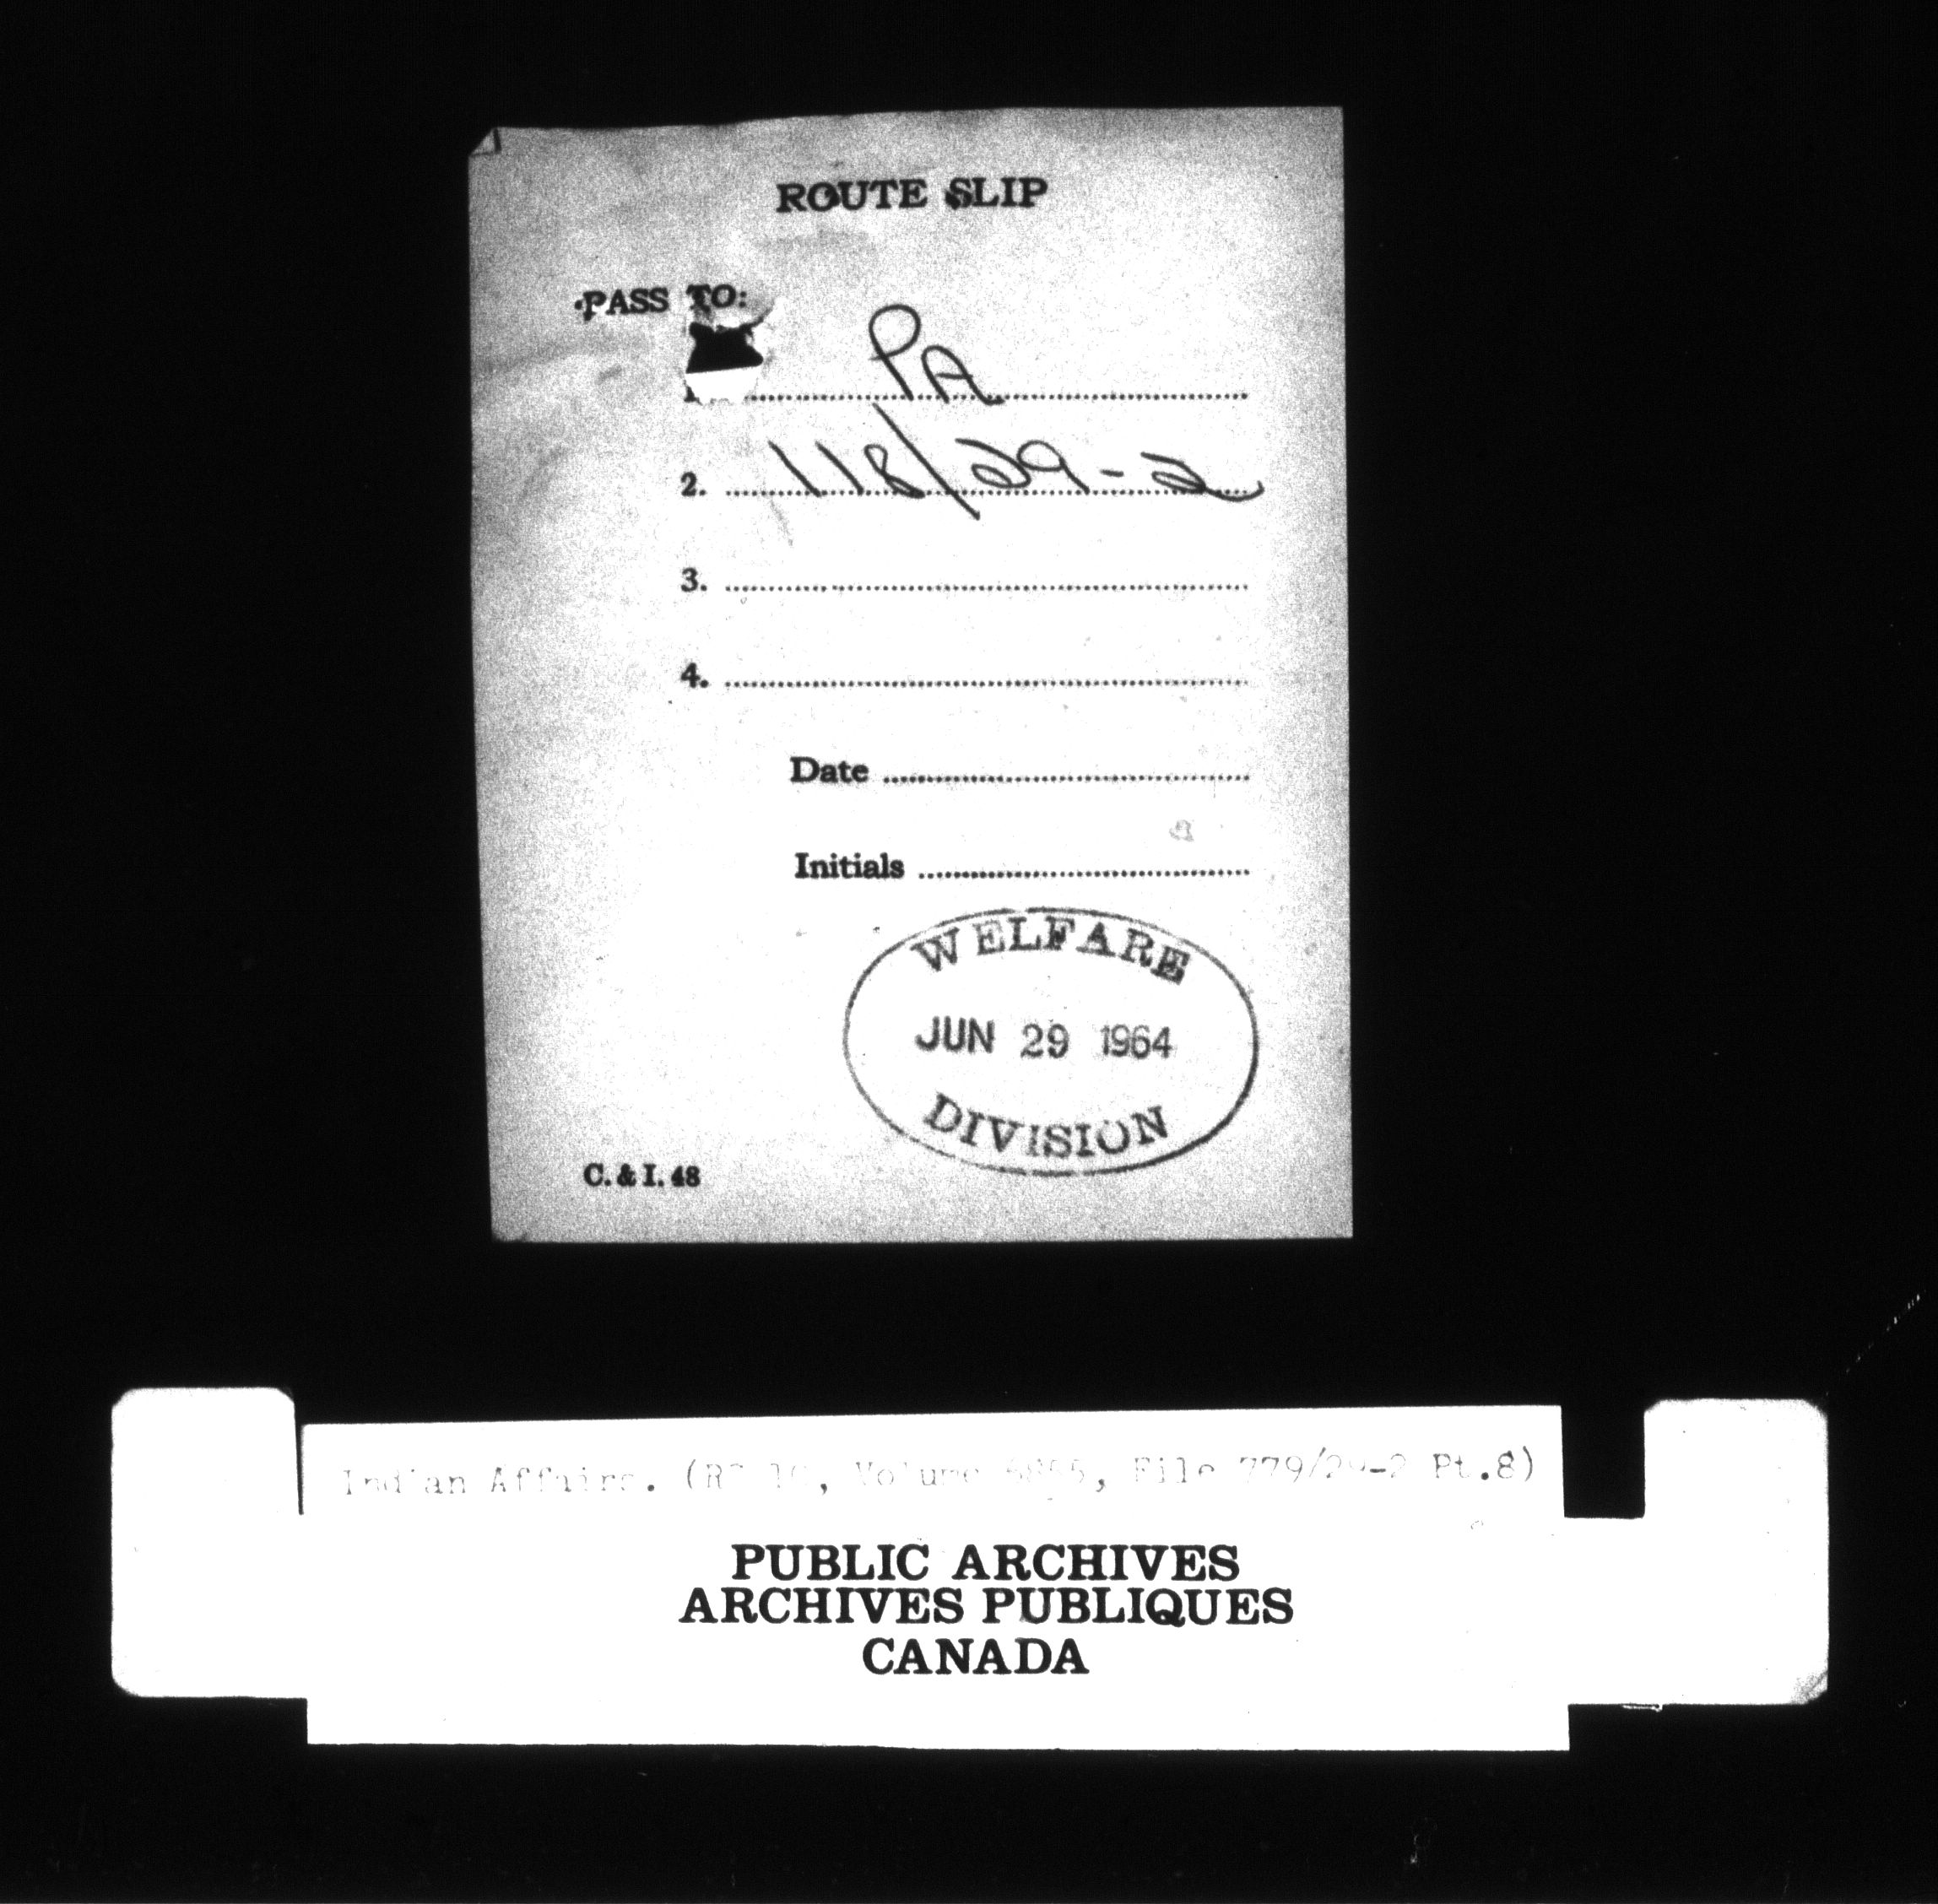 ROUTE SLIP
PASS TO:
PA
2. 118/29-2
3.
4.
Date
Initials
WELFARE
JUN 29 1964
DIVISION
C. & I. 48
Indian Affairs. (RG 10, Volume File 779/29-2 Pt.8)
PUBLIC ARCHIVES
ARCHIVES PUBLIQUES
CANADA